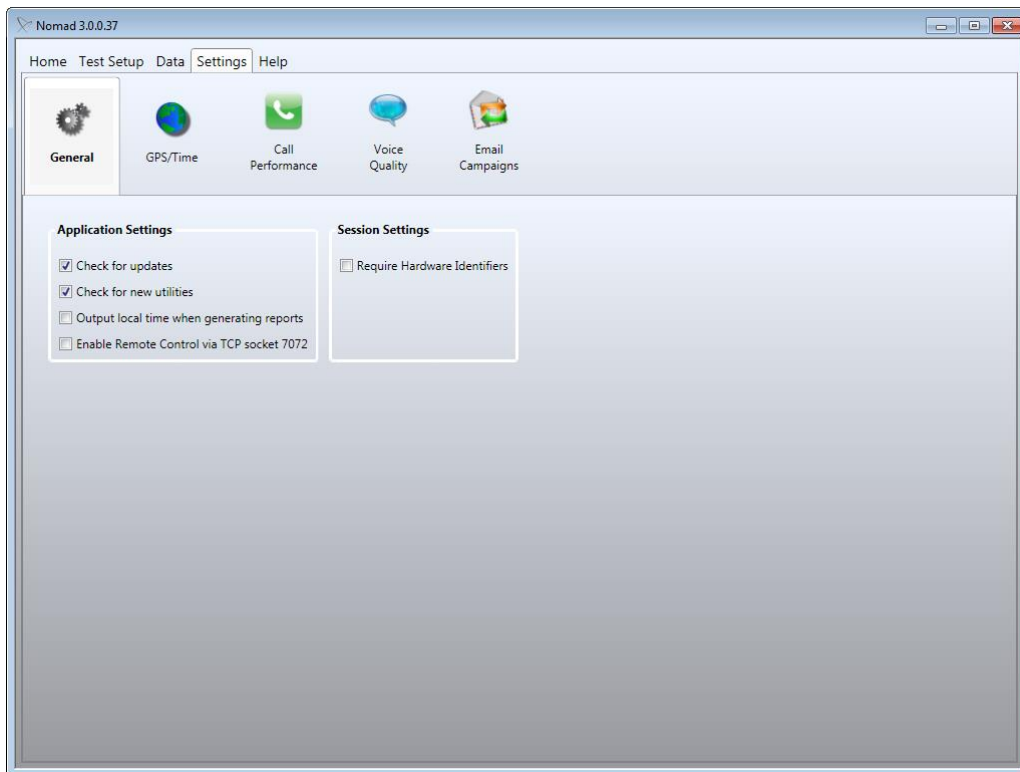 Nomad 3.0.0.37
Home Test Setup Data Settings Help
General
GPS/Time
Call
Performance
Voice
Quality
Email
Campaigns
Application Settings
Check for updates
Check for new utilities
Output local time when generating reports
Enable Remote Control via TCP socket 7072
Session Settings
Require Hardware Identifiers